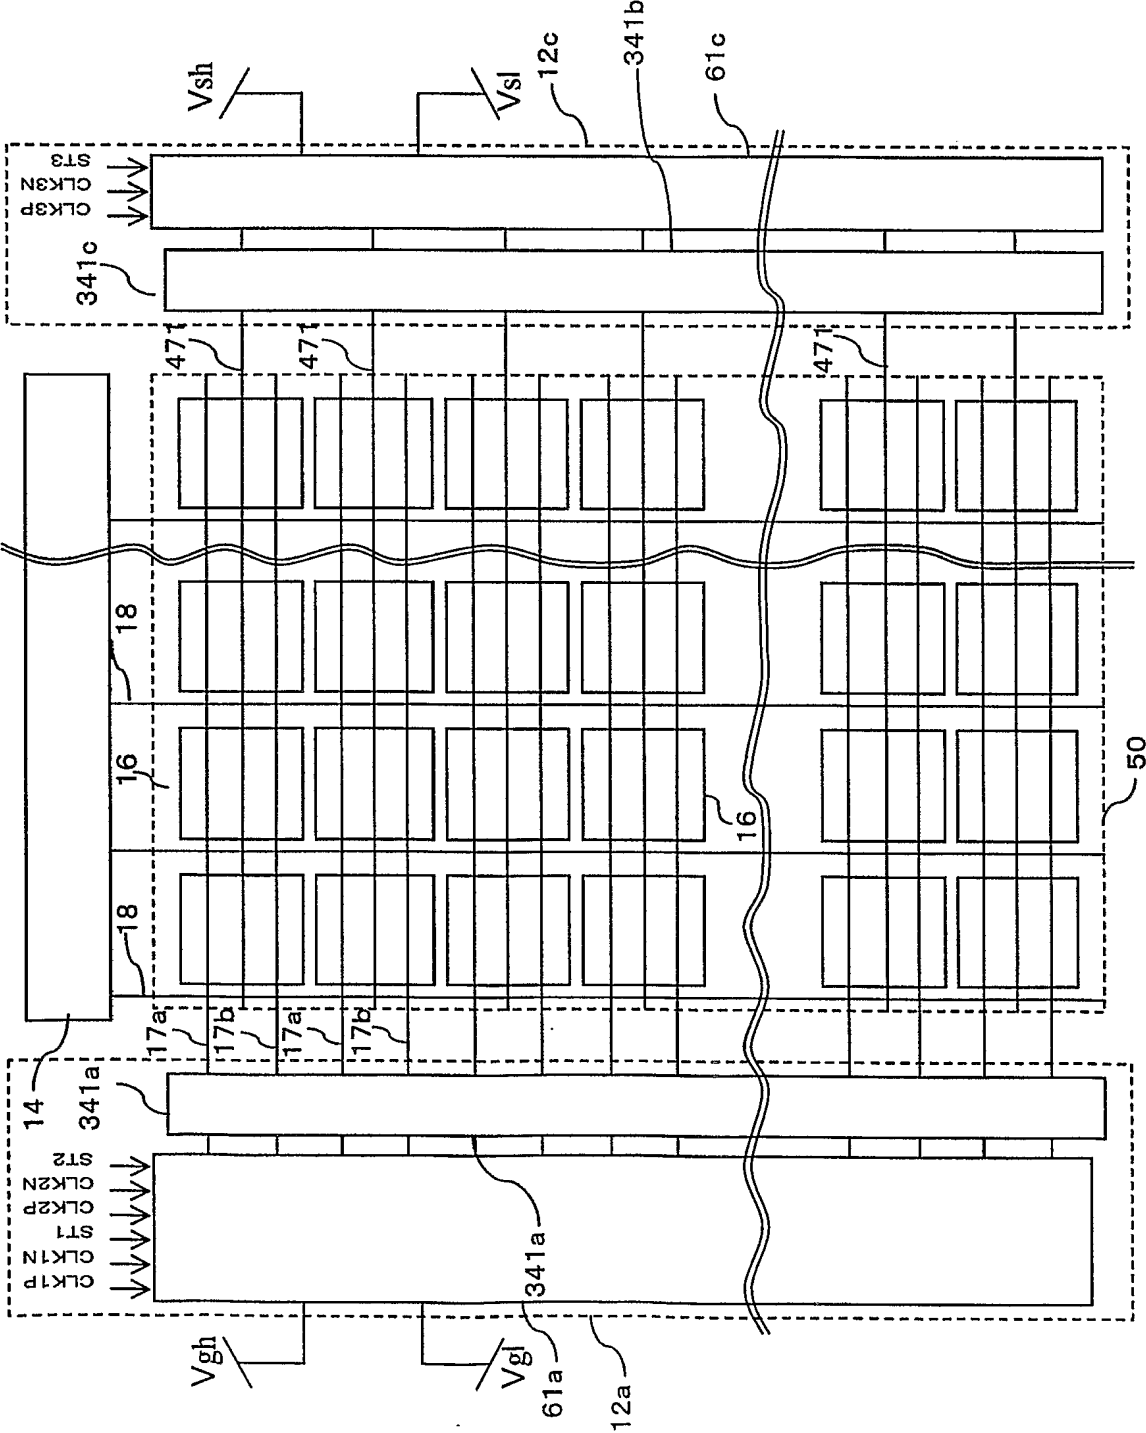 Vsh
Vsl
12c
341b
61c
ST3
CLK3N
CLK3P
341c
471
471
471
18
16
16
50
18
17a
17b
17a
17b
14
341a
ST2
CLK2N
CLK2P
ST1
CLK1N
CLK1P
341a
Vgh
Vgl
61a
12a